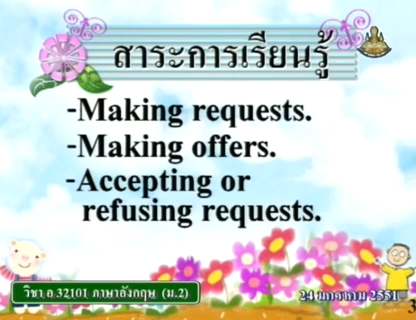 สาระการเรียนรู้
-Making requests.
-Making offers.
-Accepting or
refusing requests.
วิชา อ 32101 ภาษาอังกฤษ (ม.2)
24 มกราคม 2551